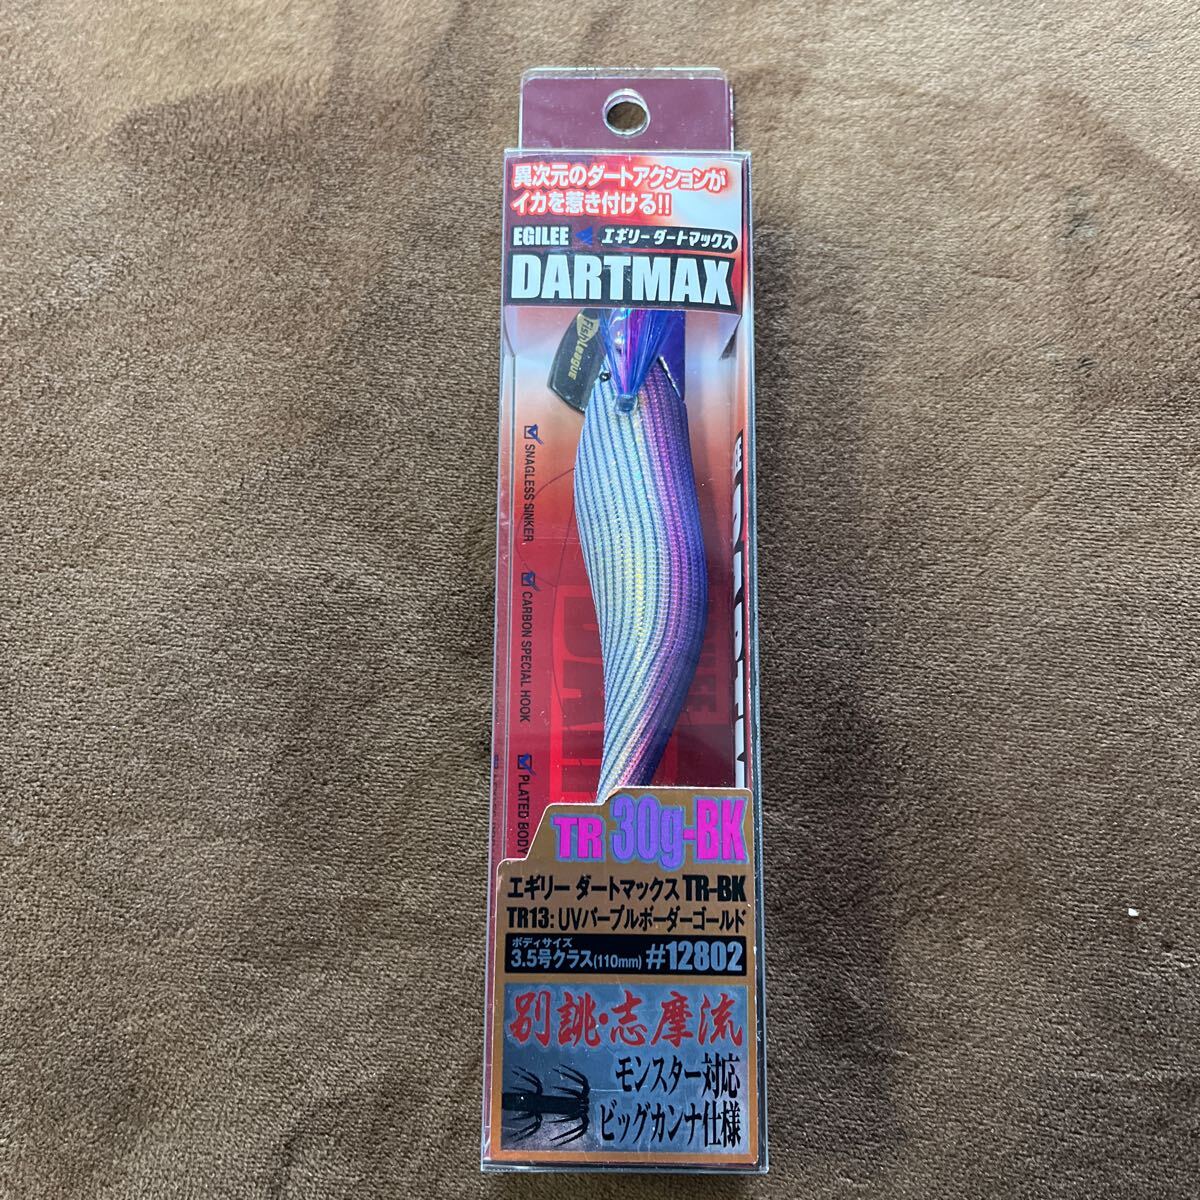 異次元のダートアクションが
イカを惹き付ける!!
EGILEE エギリー ダートマックス
DARTMAX
Fish League
SNAGLESS SINKER
CARBON SPECIAL HOOK
PLATED BODY
TR 30g-BK
エギリー ダートマックス TR-BK
TR13: UVパープルボーダーゴールド
ボディサイズ
3.5号クラス(110mm) #12802
別誂・志摩流
モンスター対応
ビッグカンナ仕様